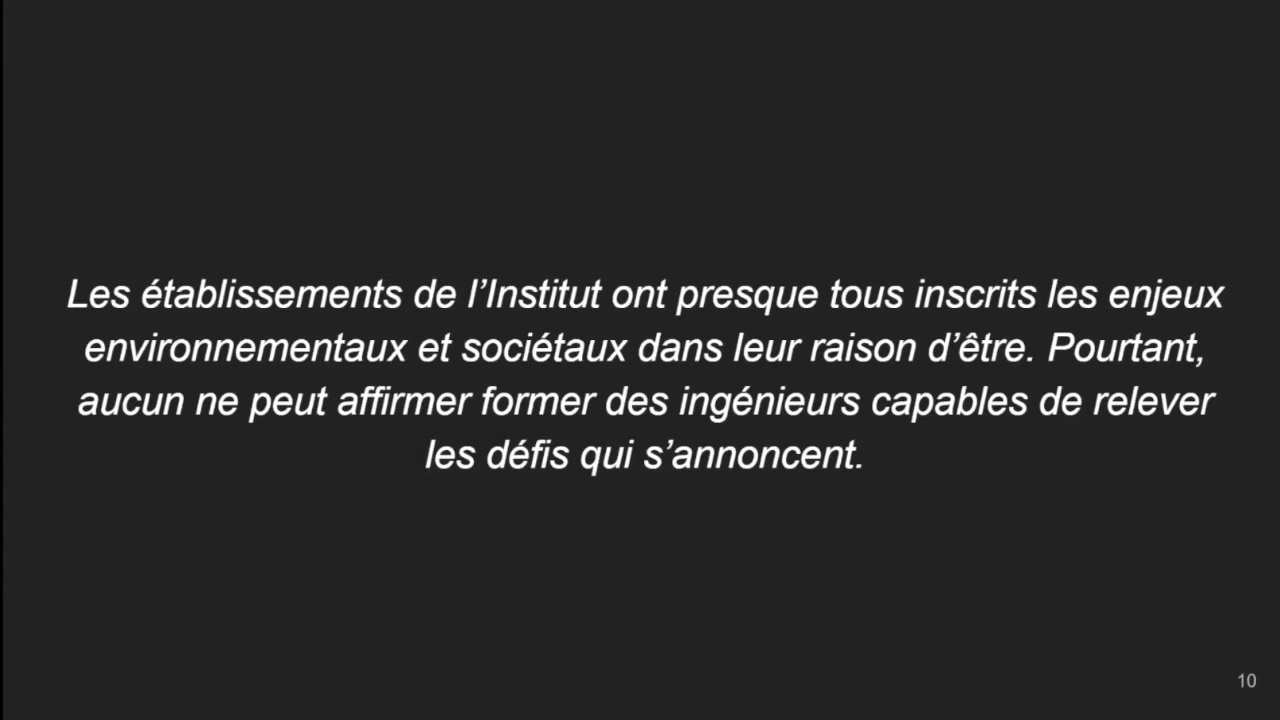 Les établissements de l’Institut ont presque tous inscrits les enjeux
environnementaux et sociétaux dans leur raison d’être. Pourtant,
aucun ne peut affirmer former des ingénieurs capables de relever
les défis qui s’annoncent.
10